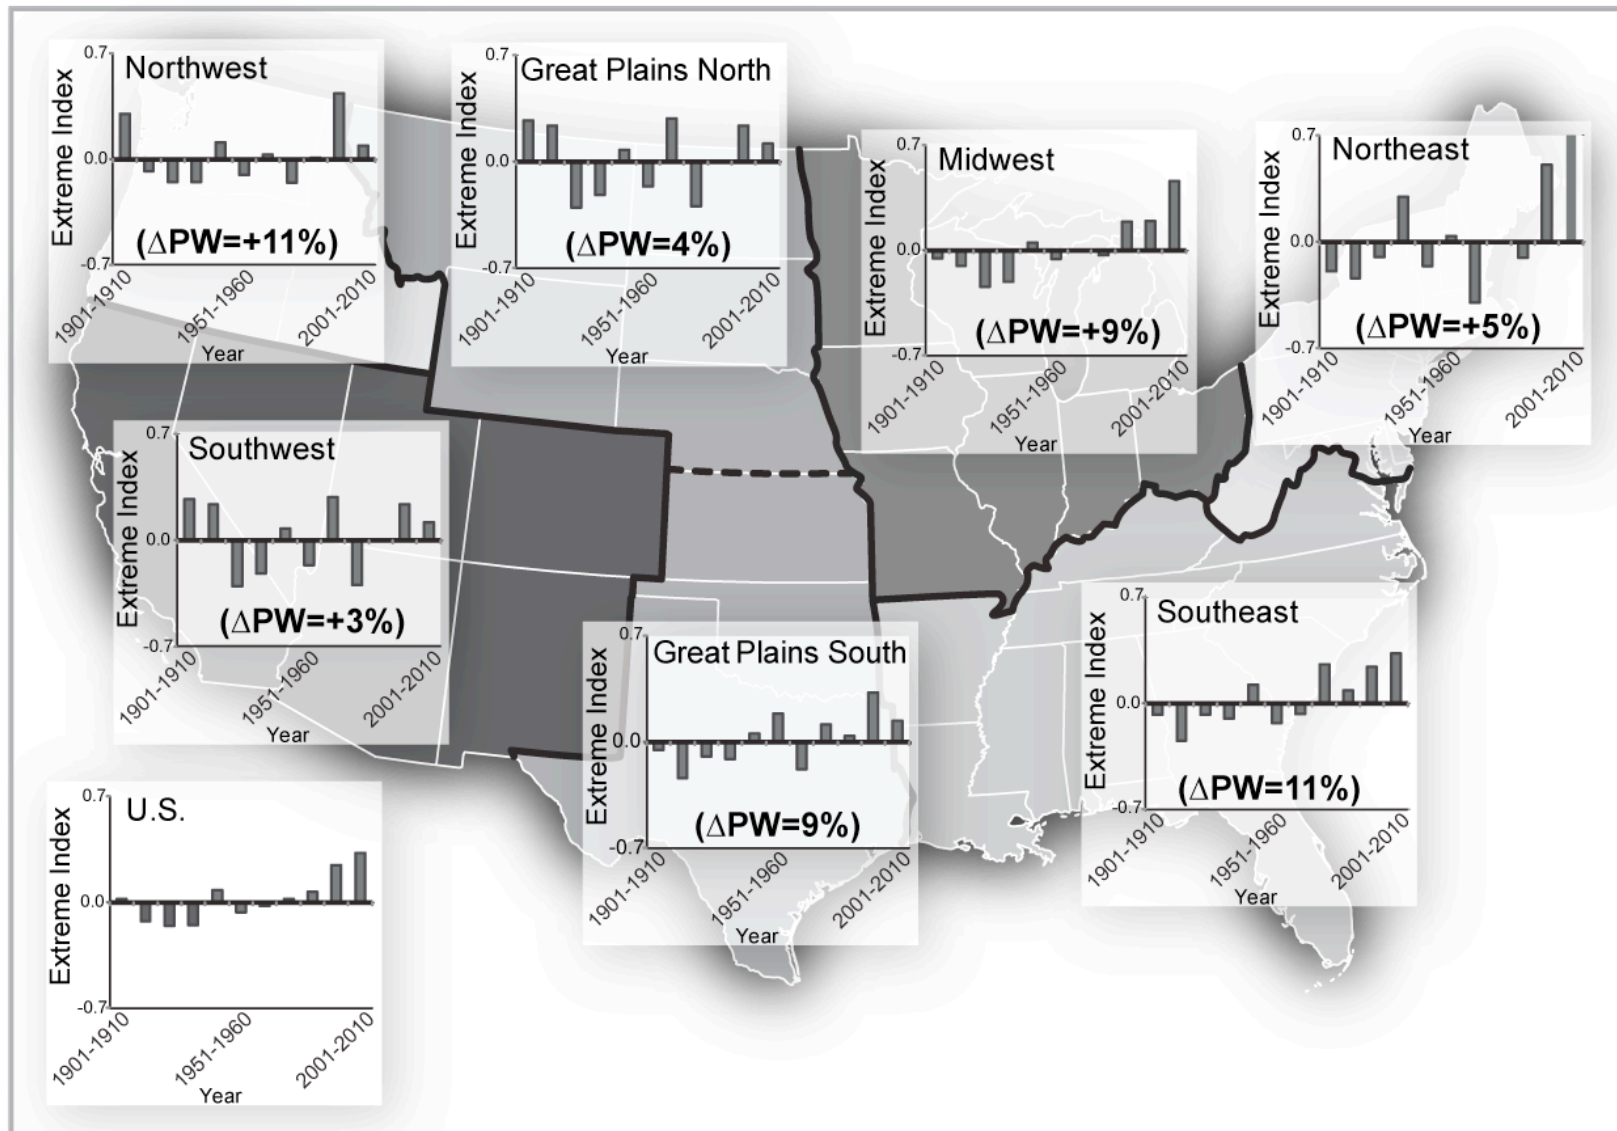 Northwest
0.7
0.0
-0.7
Extreme Index
(ΔPW=+11%)
1901-1910
1951-1960
2001-2010
Year
Great Plains North
0.7
0.0
-0.7
Extreme Index
(ΔPW=4%)
1901-1910
1951-1960
2001-2010
Year
Midwest
0.7
0.0
-0.7
Extreme Index
(ΔPW=+9%)
1901-1910
1951-1960
2001-2010
Year
Northeast
0.7
0.0
-0.7
Extreme Index
(ΔPW=+5%)
1901-1910
1951-1960
2001-2010
Year
Southwest
0.7
0.0
-0.7
Extreme Index
(ΔPW=+3%)
1901-1910
1951-1960
2001-2010
Year
Great Plains South
0.7
0.0
-0.7
Extreme Index
(ΔPW=9%)
1901-1910
1951-1960
2001-2010
Year
Southeast
0.7
0.0
-0.7
Extreme Index
(ΔPW=11%)
1901-1910
1951-1960
2001-2010
Year
U.S.
0.7
0.0
-0.7
Extreme Index
1901-1910
1951-1960
2001-2010
Year